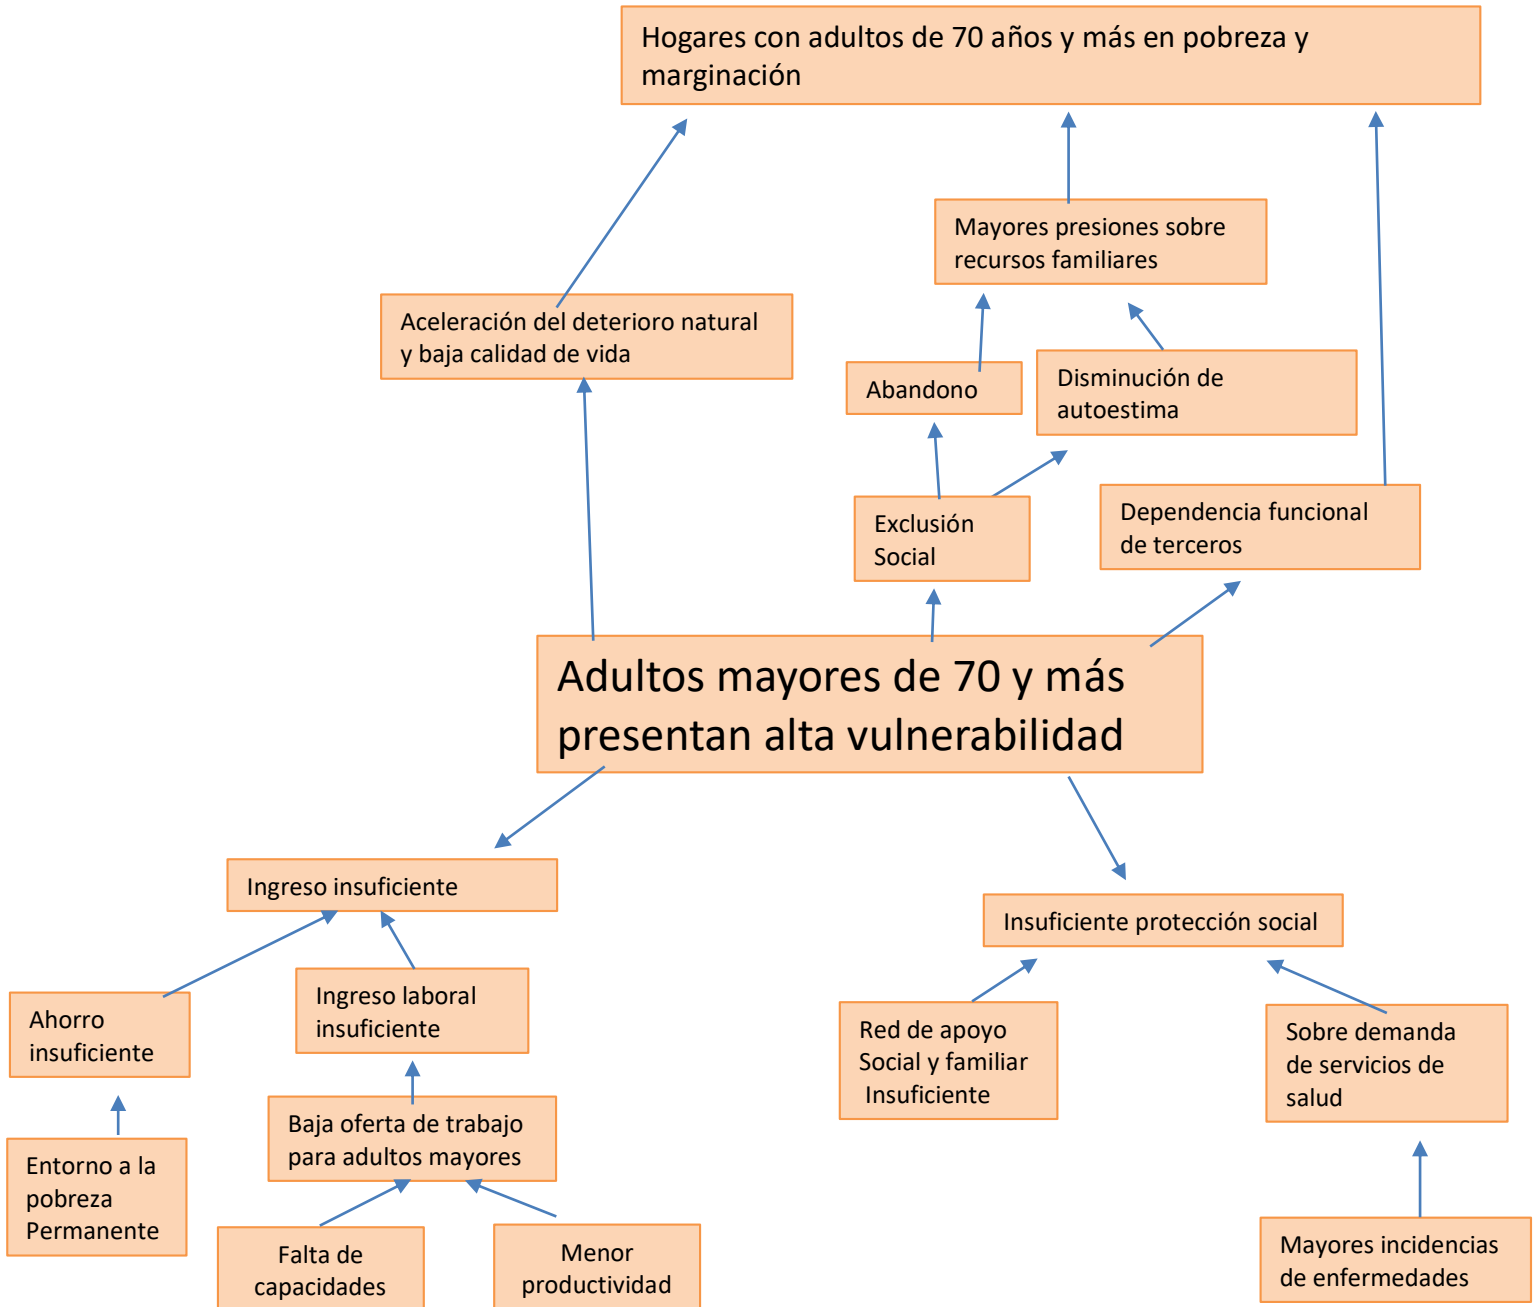 Hogares con adultos de 70 años y más en pobreza y
marginación
Mayores presiones sobre
recursos familiares
Aceleración del deterioro natural
y baja calidad de vida
Abandono
Disminución de
autoestima
Exclusión
Social
Dependencia funcional
de terceros
Adultos mayores de 70 y más
presentan alta vulnerabilidad
Ingreso insuficiente
Insuficiente protección social
Ahorro
insuficiente
Ingreso laboral
insuficiente
Red de apoyo
Social y familiar
Insuficiente
Sobre demanda
de servicios de
salud
Baja oferta de trabajo
para adultos mayores
Entorno a la
pobreza
Permanente
Falta de
capacidades
Menor
productividad
Mayores incidencias
de enfermedades